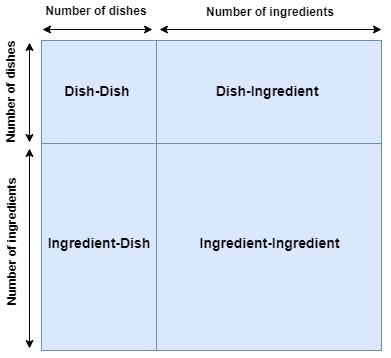 Number of dishes
Number of ingredients
Number of dishes
Dish-Dish
Dish-Ingredient
Number of ingredients
Ingredient-Dish
Ingredient-Ingredient